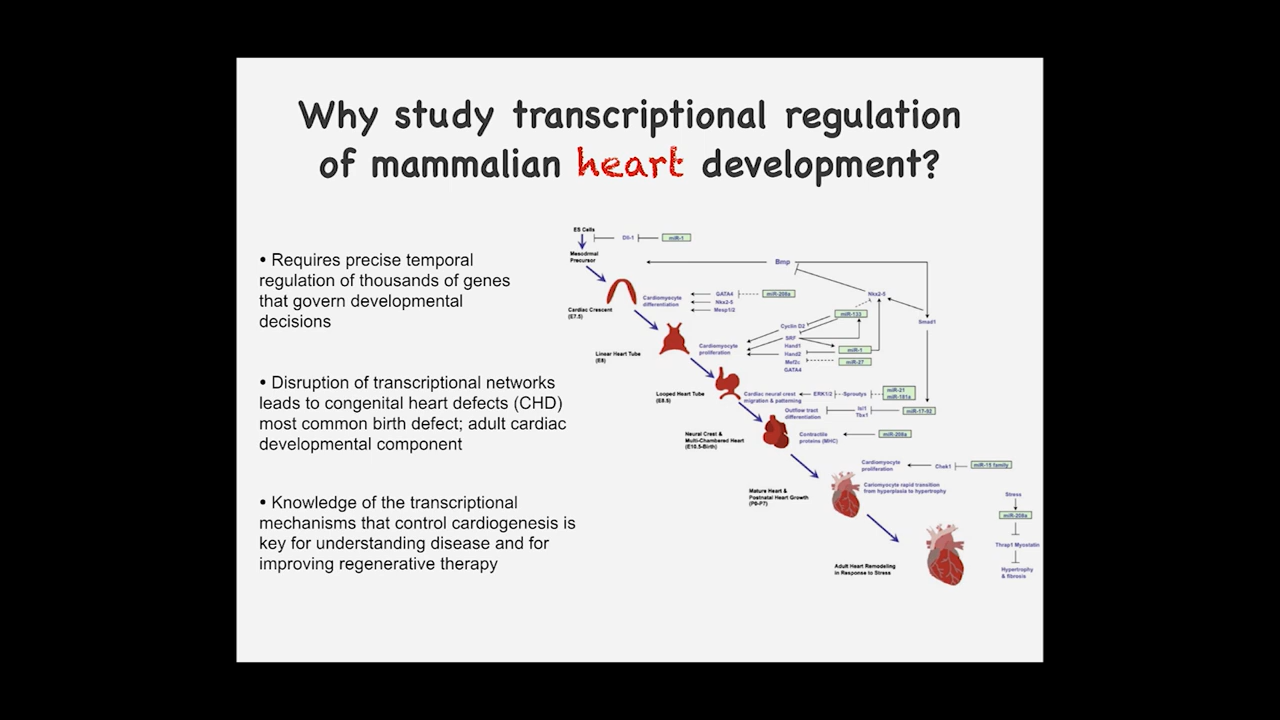 Why study transcriptional regulation
of mammalian heart development?
• Requires precise temporal
regulation of thousands of genes
that govern developmental
decisions
• Disruption of transcriptional networks
leads to congenital heart defects (CHD)
most common birth defect; adult cardiac
developmental component
• Knowledge of the transcriptional
mechanisms that control cardiogenesis is
key for understanding disease and for
improving regenerative therapy
ES Cells
Dll-1
miR-1
Mesodrmal
Precursor
Bmp
Cardiac Crescent
(E7.5)
Cardiomyocyte
differentiation
GATA4
Nkx2-5
Mesp1/2
miR-208a
Nkx2-5
miR-133
Smad1
Linear Heart Tube
(E8)
Cardiomyocyte
proliferation
Cyclin D2
SRF
Hand1
Hand2
Mef2c
GATA4
miR-1
miR-27
Looped Heart Tube
(E8.5)
Cardiac neural crest
migration & patterning
ERK1/2
Sproutys
miR-21
miR-181a
Outflow tract
differentiation
Isl1
Tbx1
miR-17-92
Neural Crest &
Multi-Chambered Heart
(E10.5-Birth)
Contractile
proteins (MHC)
miR-208a
Mature Heart &
Postnatal Heart Growth
(P0-P7)
Cardiomyocyte
proliferation
Chek1
miR-15 family
Cariomyocyte rapid transition
from hyperplasia to hypertrophy
Adult Heart Remodeling
in Response to Stress
Stress
miR-208a
Thrap1 Myostatin
Hypertrophy
& fibrosis